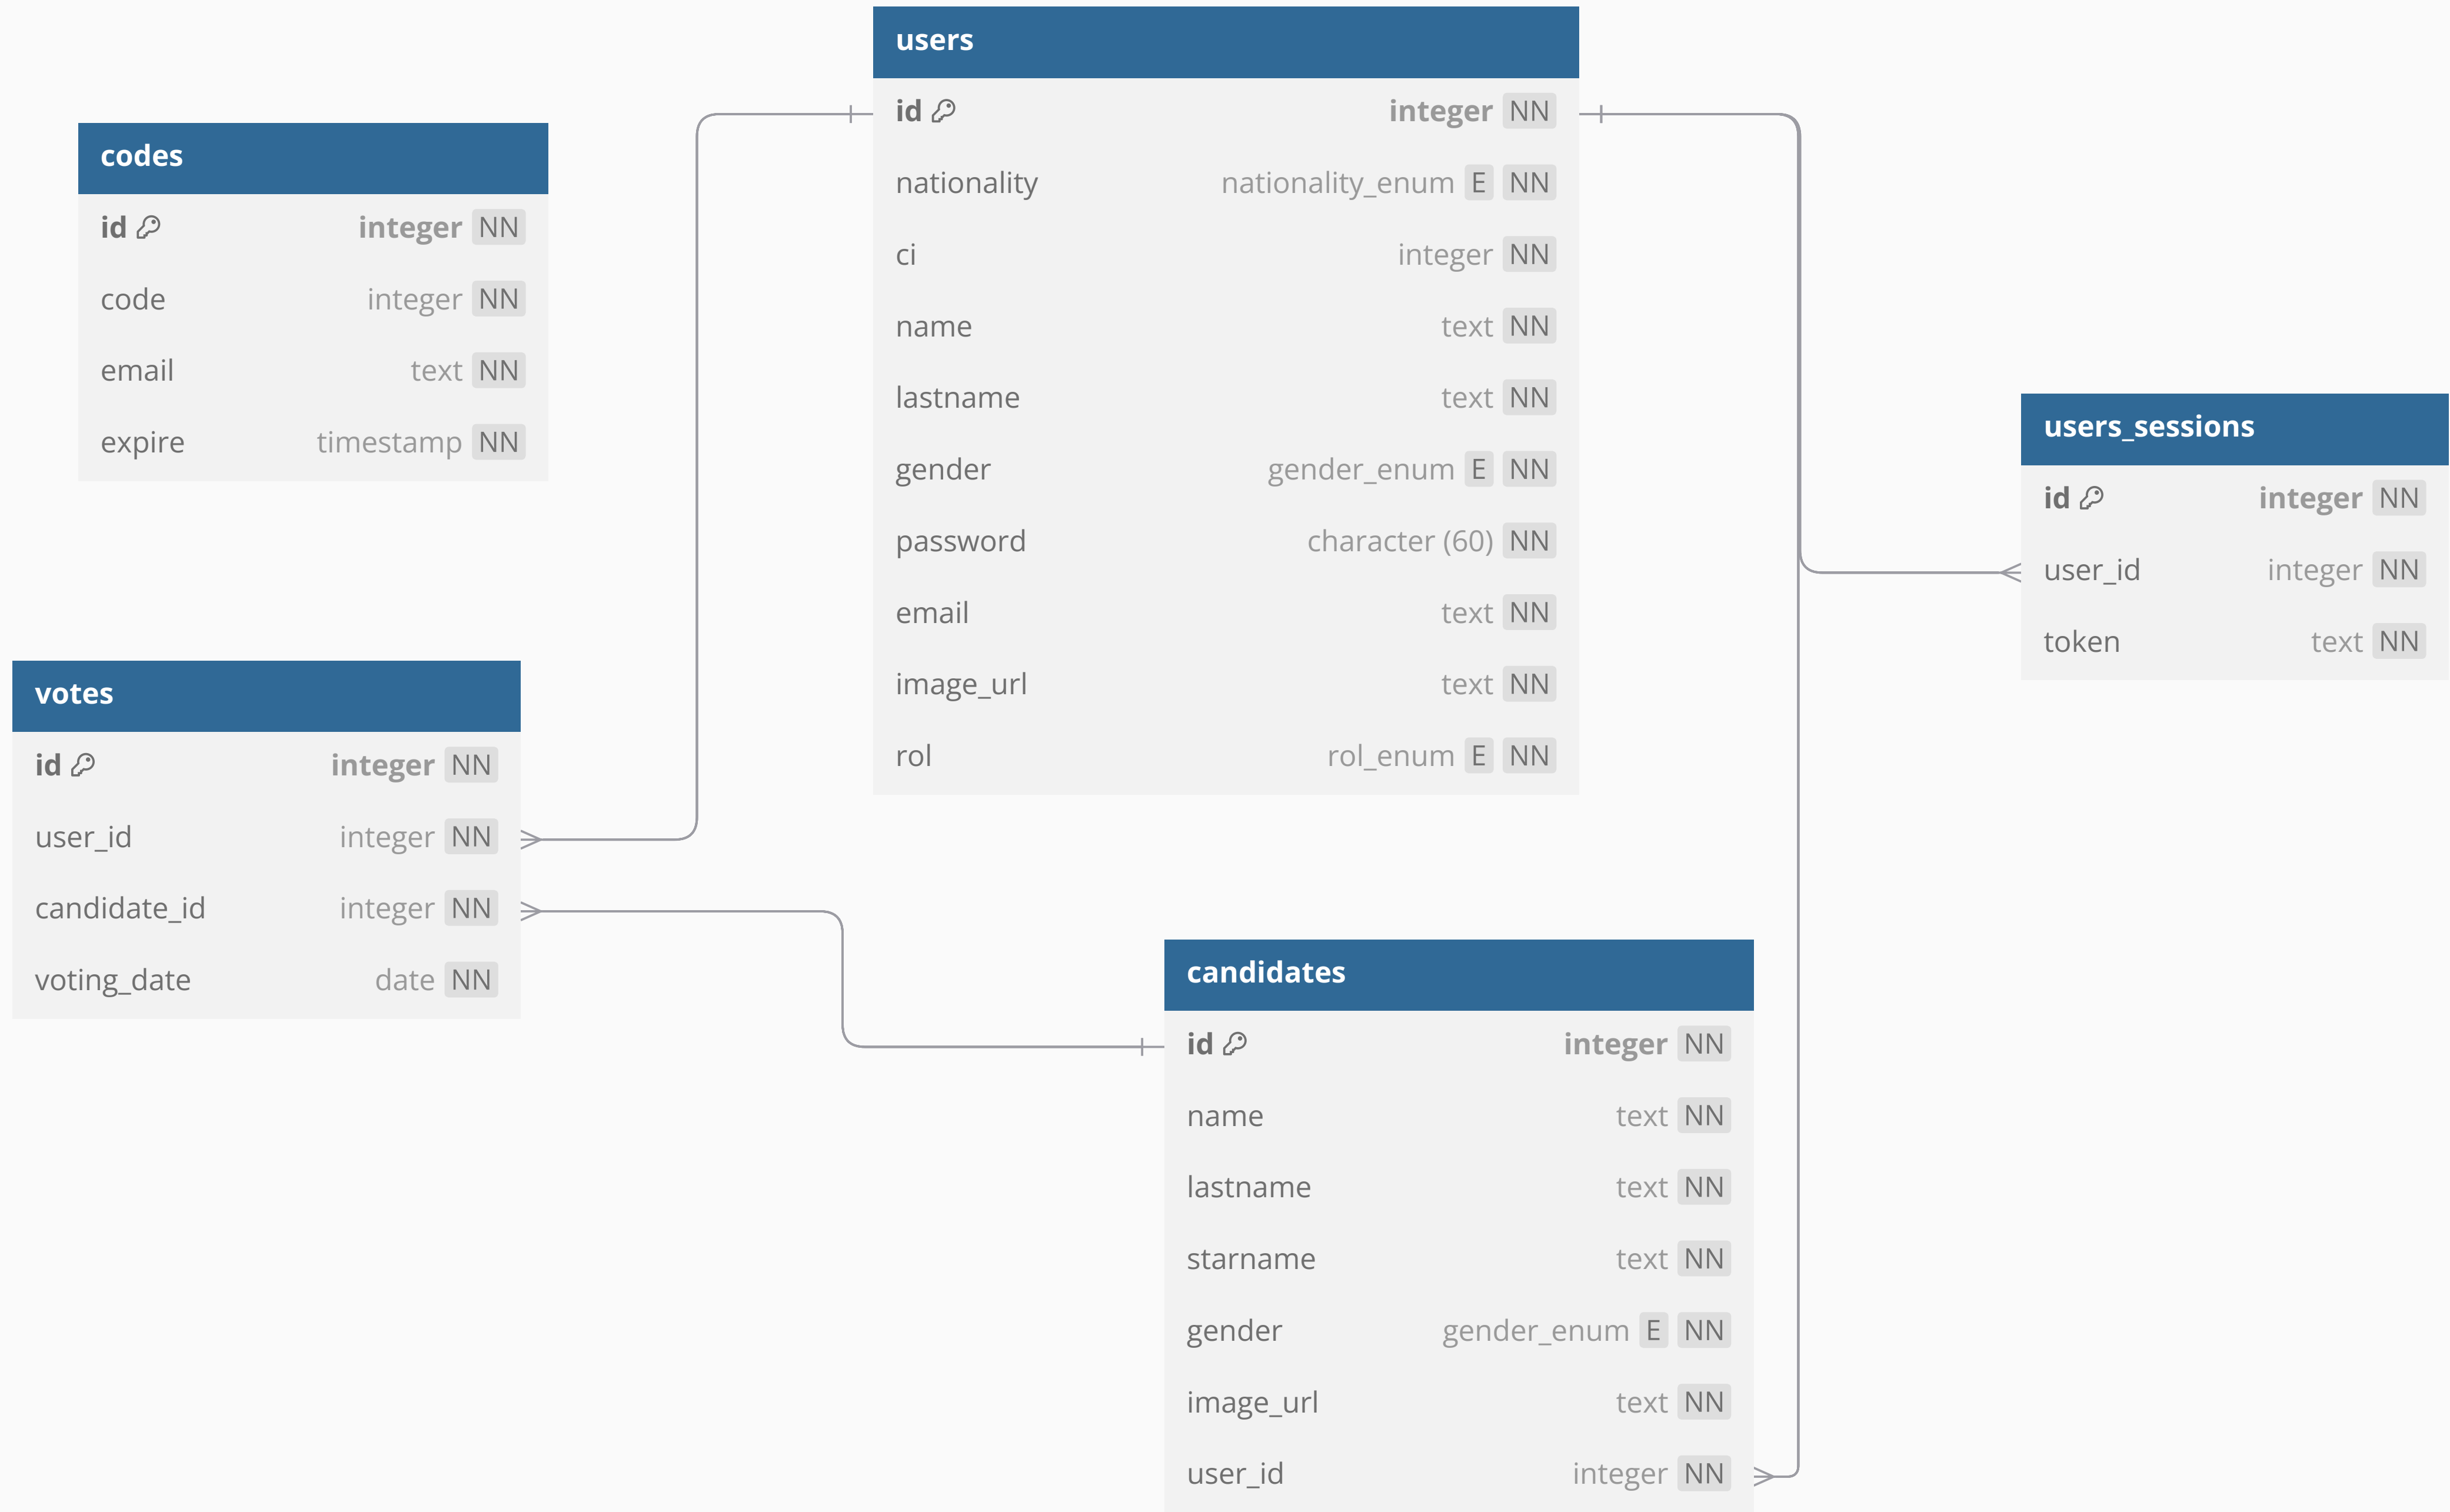 users
id integer NN
nationality nationality_enum E NN
ci integer NN
name text NN
lastname text NN
gender gender_enum E NN
password character (60) NN
email text NN
image_url text NN
rol rol_enum E NN
codes
id integer NN
code integer NN
email text NN
expire timestamp NN
users_sessions
id integer NN
user_id integer NN
token text NN
votes
id integer NN
user_id integer NN
candidate_id integer NN
voting_date date NN
candidates
id integer NN
name text NN
lastname text NN
starname text NN
gender gender_enum E NN
image_url text NN
user_id integer NN